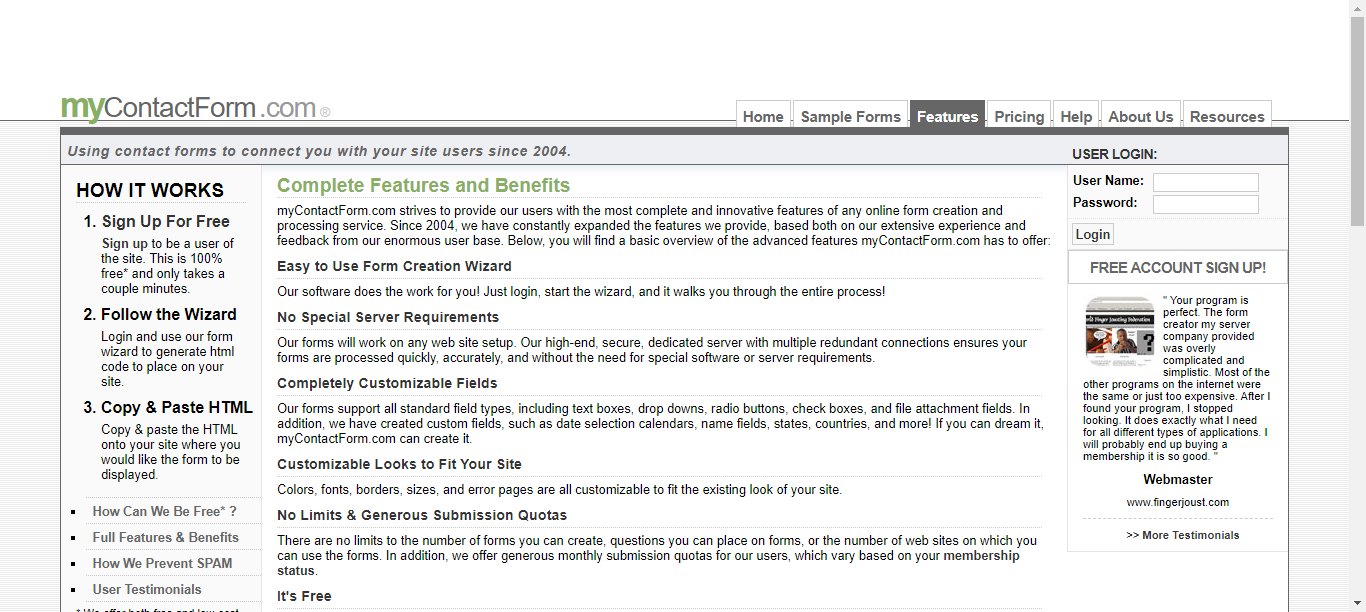 myContactForm.com ®
Home
Sample Forms
Features
Pricing
Help
About Us
Resources
Using contact forms to connect you with your site users since 2004.
USER LOGIN:
HOW IT WORKS
1. Sign Up For Free
Sign up to be a user of
the site. This is 100%
free* and only takes a
couple minutes.
2. Follow the Wizard
Login and use our form
wizard to generate html
code to place on your
site.
3. Copy & Paste HTML
Copy & paste the HTML
onto your site where you
would like the form to be
displayed.
How Can We Be Free* ?
Full Features & Benefits
How We Prevent SPAM
User Testimonials
Complete Features and Benefits
myContactForm.com strives to provide our users with the most complete and innovative features of any online form creation and
processing service. Since 2004, we have constantly expanded the features we provide, based both on our extensive experience and
feedback from our enormous user base. Below, you will find a basic overview of the advanced features myContactForm.com has to offer:
Easy to Use Form Creation Wizard
Our software does the work for you! Just login, start the wizard, and it walks you through the entire process!
No Special Server Requirements
Our forms will work on any web site setup. Our high-end, secure, dedicated server with multiple redundant connections ensures your
forms are processed quickly, accurately, and without the need for special software or server requirements.
Completely Customizable Fields
Our forms support all standard field types, including text boxes, drop downs, radio buttons, check boxes, and file attachment fields. In
addition, we have created custom fields, such as date selection calendars, name fields, states, countries, and more! If you can dream it,
myContactForm.com can create it.
Customizable Looks to Fit Your Site
Colors, fonts, borders, sizes, and error pages are all customizable to fit the existing look of your site.
No Limits & Generous Submission Quotas
There are no limits to the number of forms you can create, questions you can place on forms, or the number of web sites on which you
can use the forms. In addition, we offer generous monthly submission quotas for our users, which vary based on your membership
status.
It's Free
User Name:
Password:
Login
FREE ACCOUNT SIGN UP!
" Your program is
perfect. The form
creator my server
company provided
was overly
complicated and
simplistic. Most of the
other programs on the internet were
the same or just too expensive. After I
found your program, I stopped
looking. It does exactly what I need
for all different types of applications. I
will probably end up buying a
membership it is so good. "
Webmaster
www.fingerjoust.com
>> More Testimonials